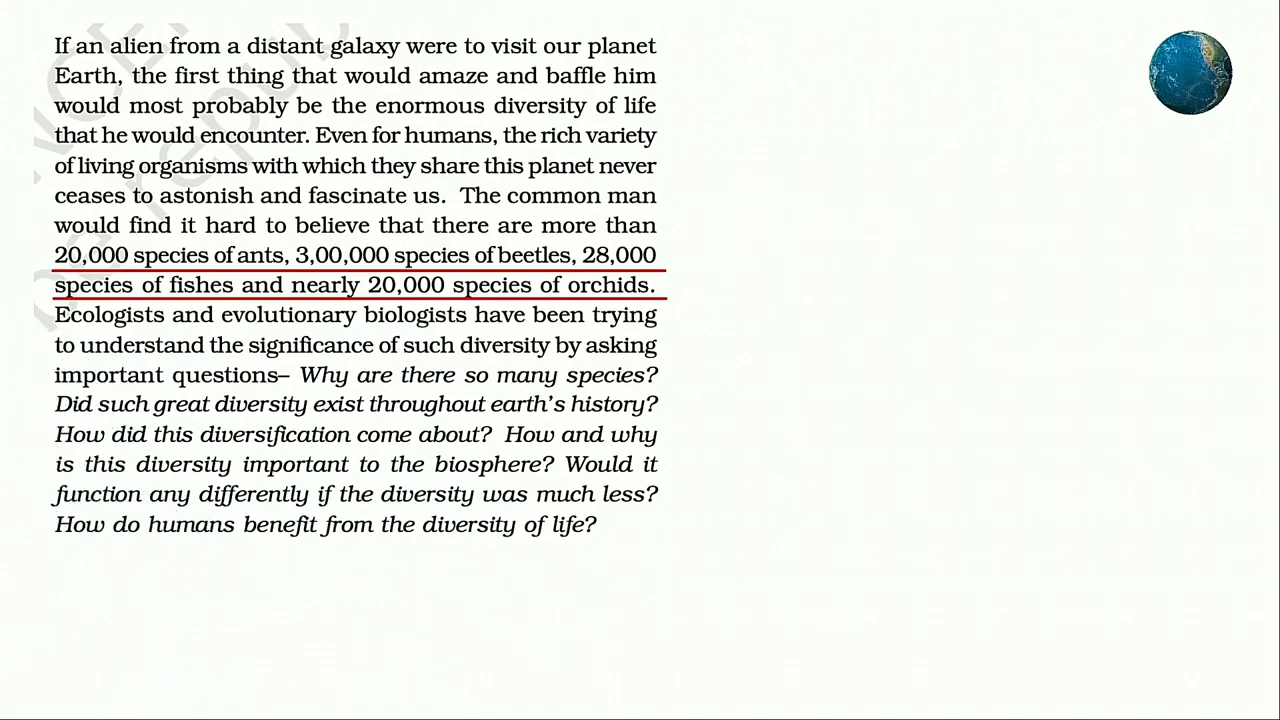 If an alien from a distant galaxy were to visit our planet
Earth, the first thing that would amaze and baffle him
would most probably be the enormous diversity of life
that he would encounter. Even for humans, the rich variety
of living organisms with which they share this planet never
ceases to astonish and fascinate us.  The common man
would find it hard to believe that there are more than
20,000 species of ants, 3,00,000 species of beetles, 28,000
species of fishes and nearly 20,000 species of orchids.
Ecologists and evolutionary biologists have been trying
to understand the significance of such diversity by asking
important questions– Why are there so many species?
Did such great diversity exist throughout earth's history?
How did this diversification come about?  How and why
is this diversity important to the biosphere? Would it
function any differently if the diversity was much less?
How do humans benefit from the diversity of life?